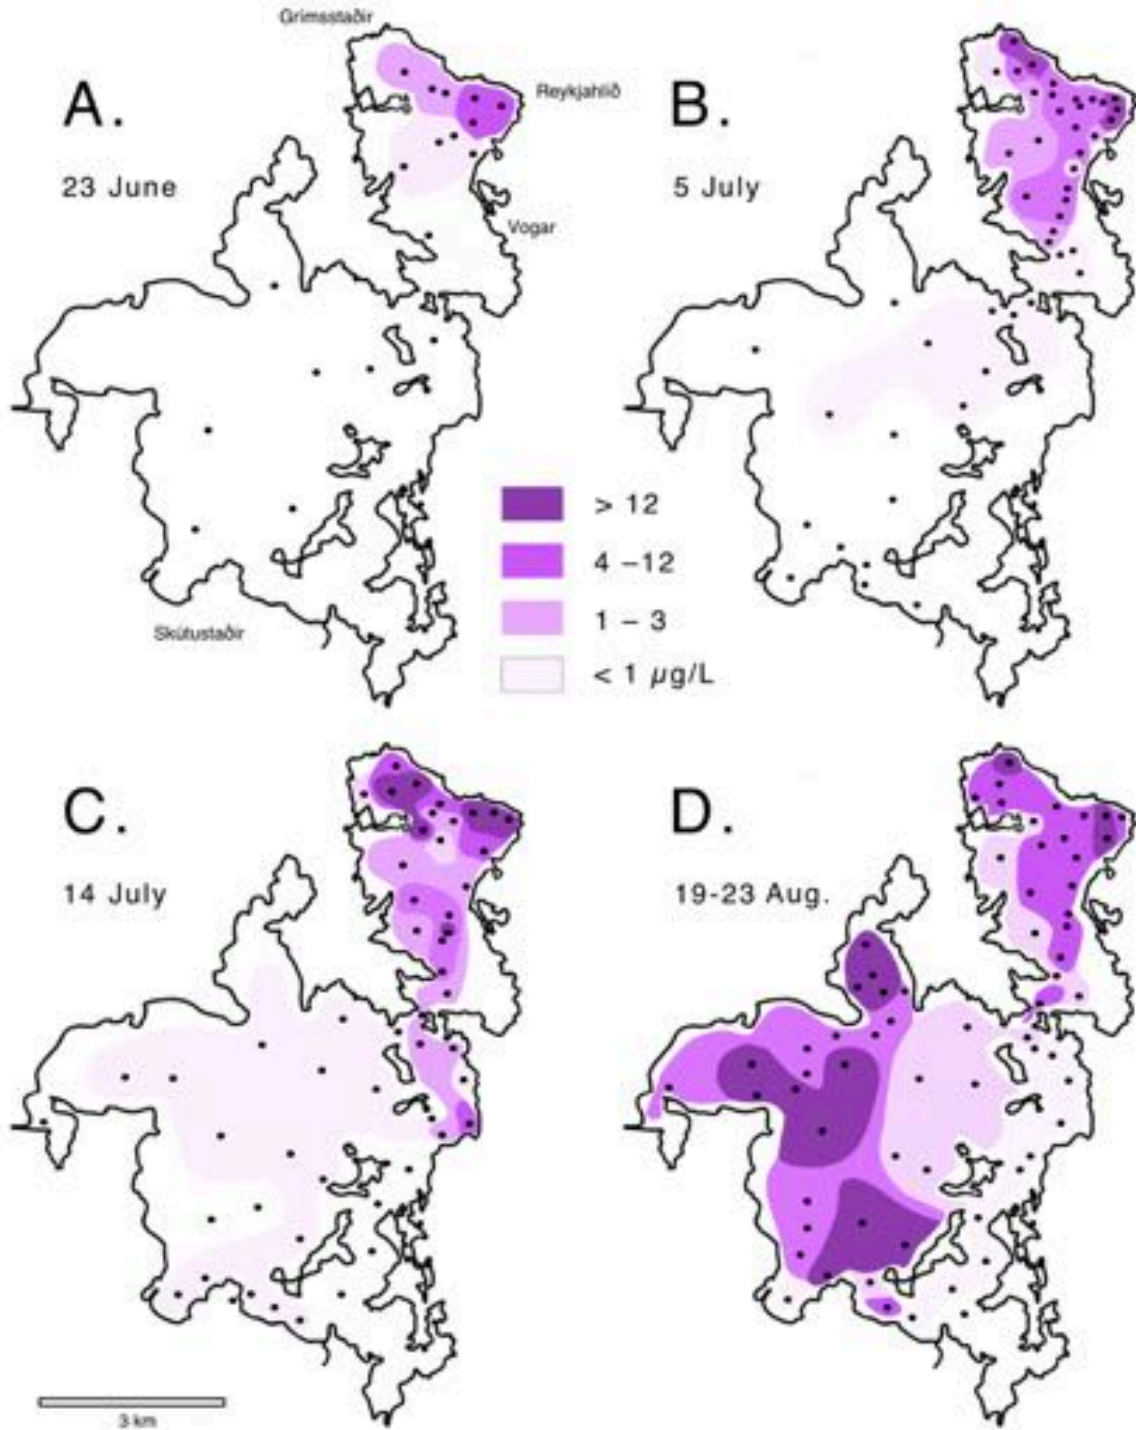 Grímsstaðir
A.
B.
Reykjahlíð
23 June
5 July
Vogar
> 12
4 – 12
1 – 3
< 1 µg/L
Skútustaðir
C.
D.
14 July
19-23 Aug.
3 km